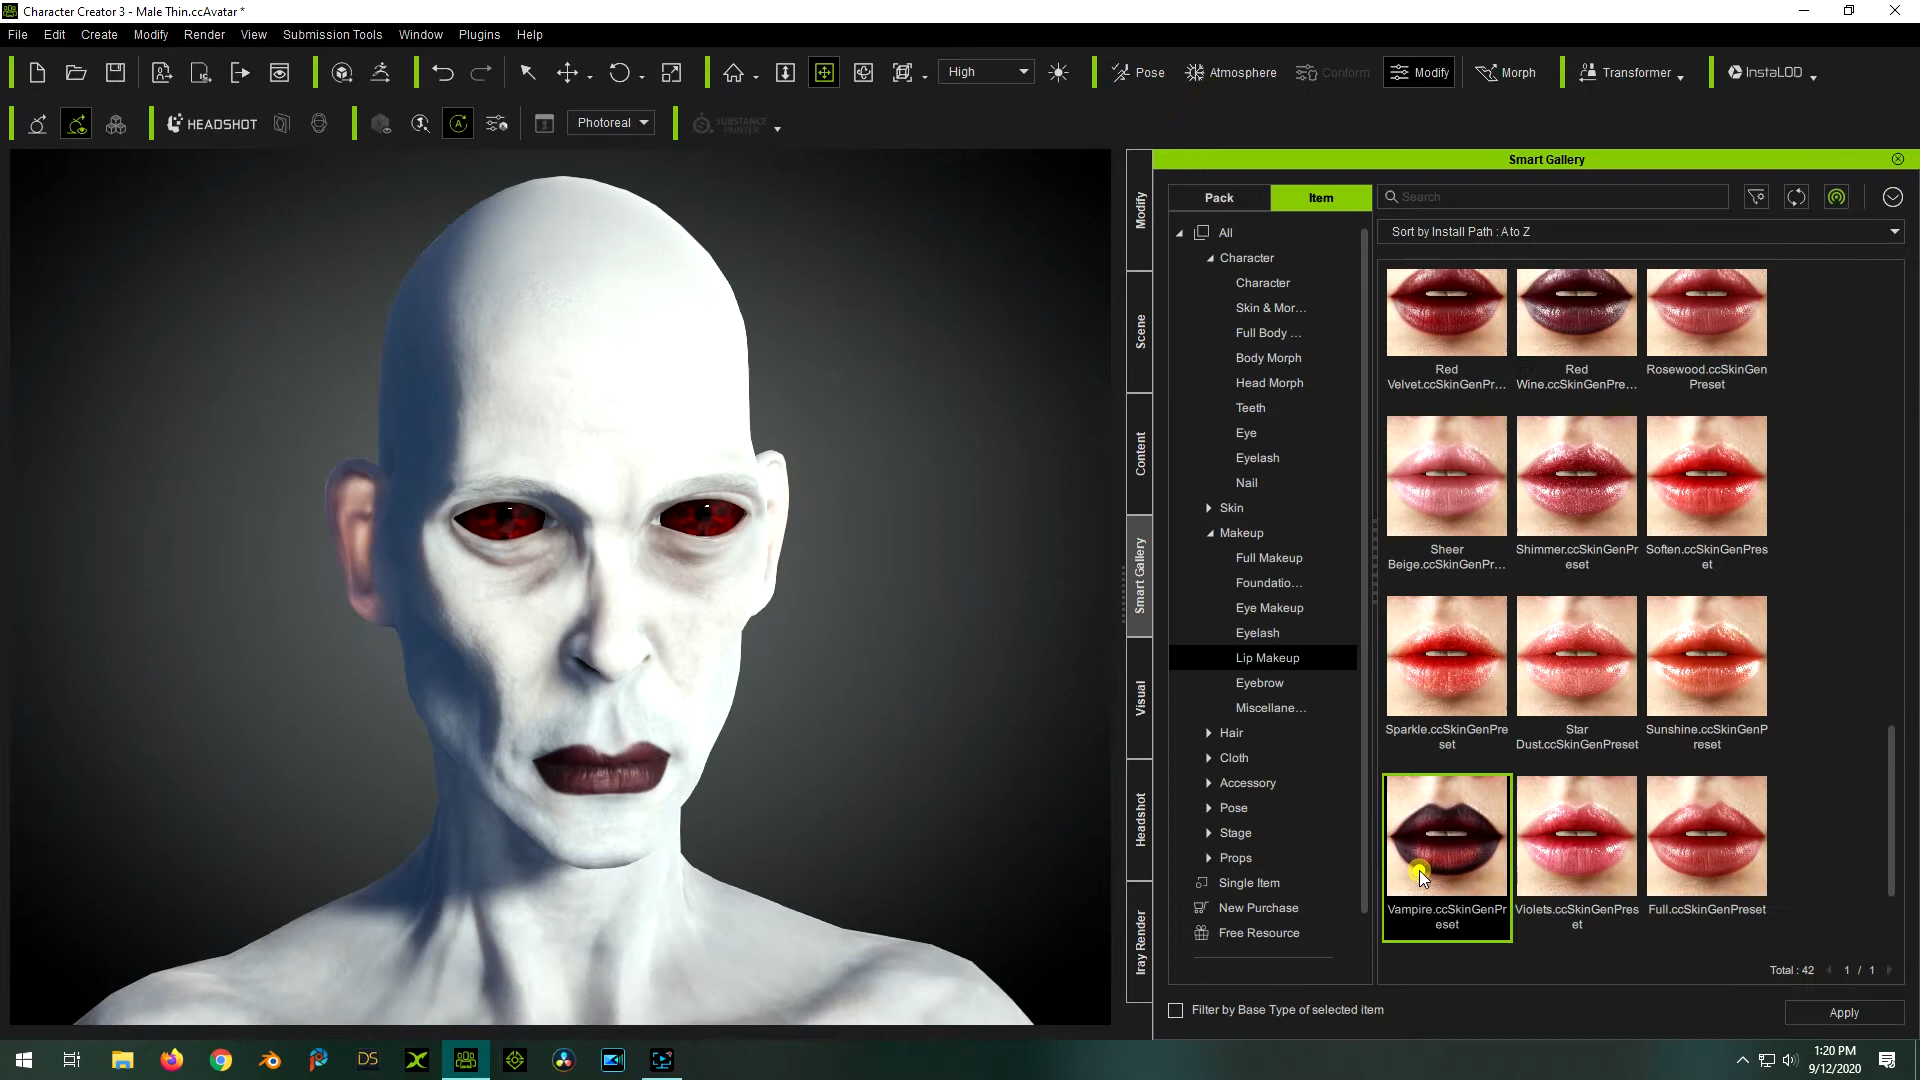 Character Creator 3 - Male Thin.ccAvatar *
File Edit Create Modify Render View Submission Tools Window Plugins Help
High Pose Atmosphere Conform Modify Morph Transformer InstaLOD
HEADSHOT Photoreal SUBSTANCE PAINTER
Smart Gallery
Modify
Scene
Content
Smart Gallery
Visual
Headshot
Iray Render
Pack Item
Search
Sort by Install Path : A to Z
All
Character
Character
Skin & Mor...
Full Body ...
Body Morph
Head Morph
Teeth
Eye
Eyelash
Nail
Skin
Makeup
Full Makeup
Foundatio...
Eye Makeup
Eyelash
Lip Makeup
Eyebrow
Miscellane...
Hair
Cloth
Accessory
Pose
Stage
Props
Single Item
New Purchase
Free Resource
Red
Velvet.ccSkinGenPr...
Red
Wine.ccSkinGenPre...
Rosewood.ccSkinGen
Preset
Sheer
Beige.ccSkinGenPr...
Shimmer.ccSkinGenPr
eset
Soften.ccSkinGenPres
et
Sparkle.ccSkinGenPre
set
Star
Dust.ccSkinGenPreset
Sunshine.ccSkinGenP
reset
Vampire.ccSkinGenPr
eset
Violets.ccSkinGenPres
et
Full.ccSkinGenPreset
Total : 42 1 / 1
Filter by Base Type of selected item
Apply
DS
1:20 PM
9/12/2020